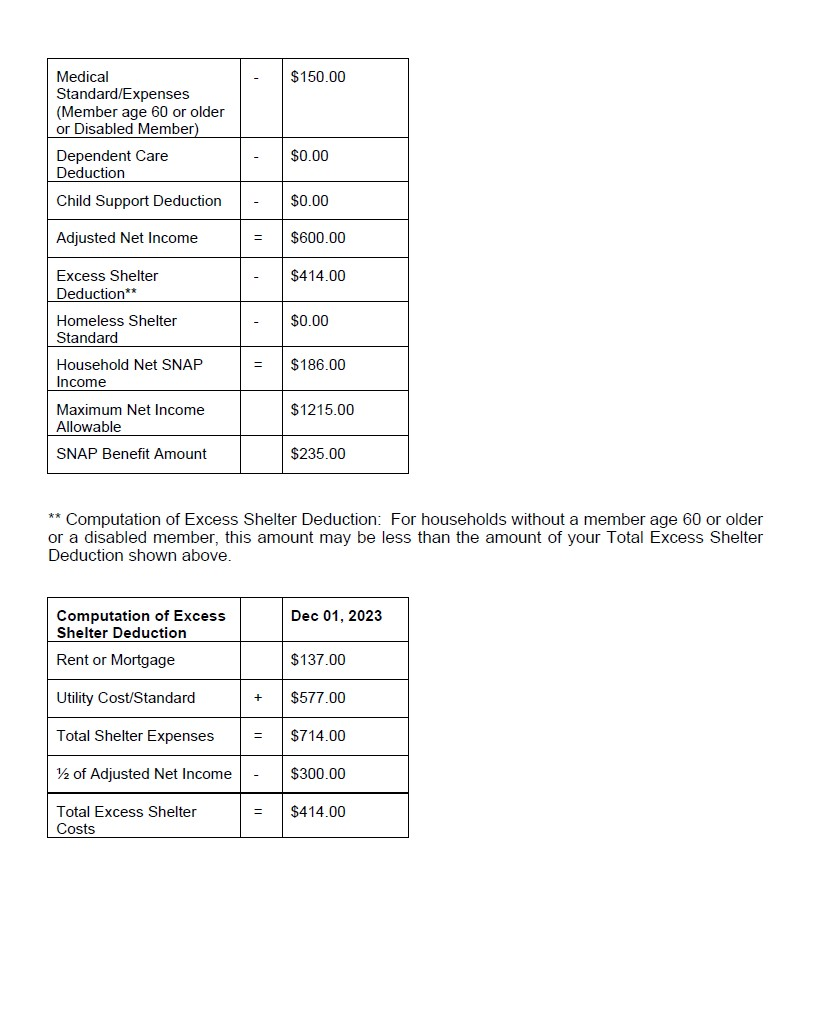 Medical - $150.00
Standard/Expenses
(Member age 60 or older
or Disabled Member)
Dependent Care - $0.00
Deduction
Child Support Deduction - $0.00
Adjusted Net Income = $600.00
Excess Shelter - $414.00
Deduction**
Homeless Shelter - $0.00
Standard
Household Net SNAP = $186.00
Income
Maximum Net Income $1215.00
Allowable
SNAP Benefit Amount $235.00
** Computation of Excess Shelter Deduction: For households without a member age 60 or older
or a disabled member, this amount may be less than the amount of your Total Excess Shelter
Deduction shown above.
Computation of Excess Dec 01, 2023
Shelter Deduction
Rent or Mortgage $137.00
Utility Cost/Standard + $577.00
Total Shelter Expenses = $714.00
½ of Adjusted Net Income - $300.00
Total Excess Shelter = $414.00
Costs